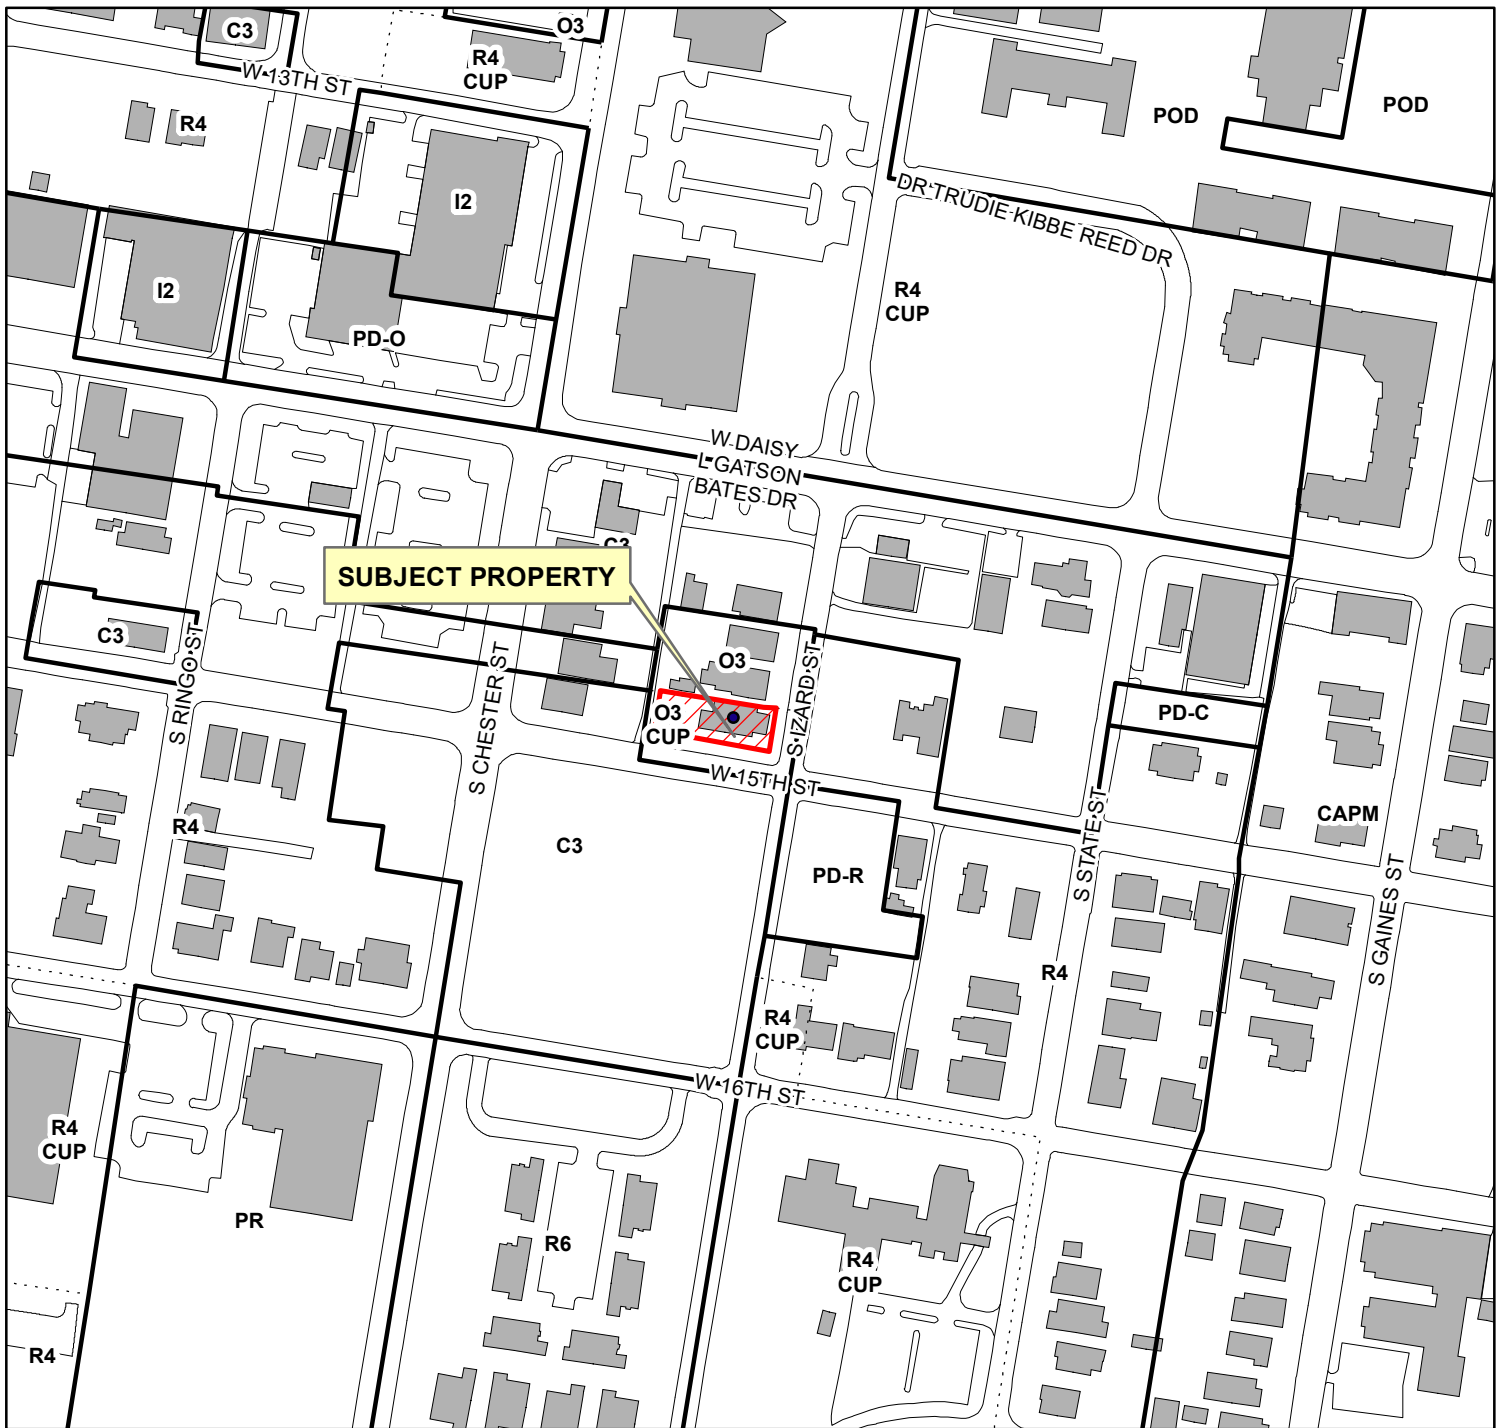 C3
O3
R4
CUP
W 13TH ST
POD
POD
R4
I2
DR TRUDIE KIBBE REED DR
I2
R4
CUP
PD-O
W DAISY
L GATSON
BATES DR
C3
SUBJECT PROPERTY
C3
O3
S RINGO ST
S CHESTER ST
S IZARD ST
O3
CUP
PD-C
W 15TH ST
R4
C3
PD-R
S STATE ST
CAPM
S GAINES ST
R4
R4
CUP
W 16TH ST
R4
CUP
PR
R6
R4
CUP
R4